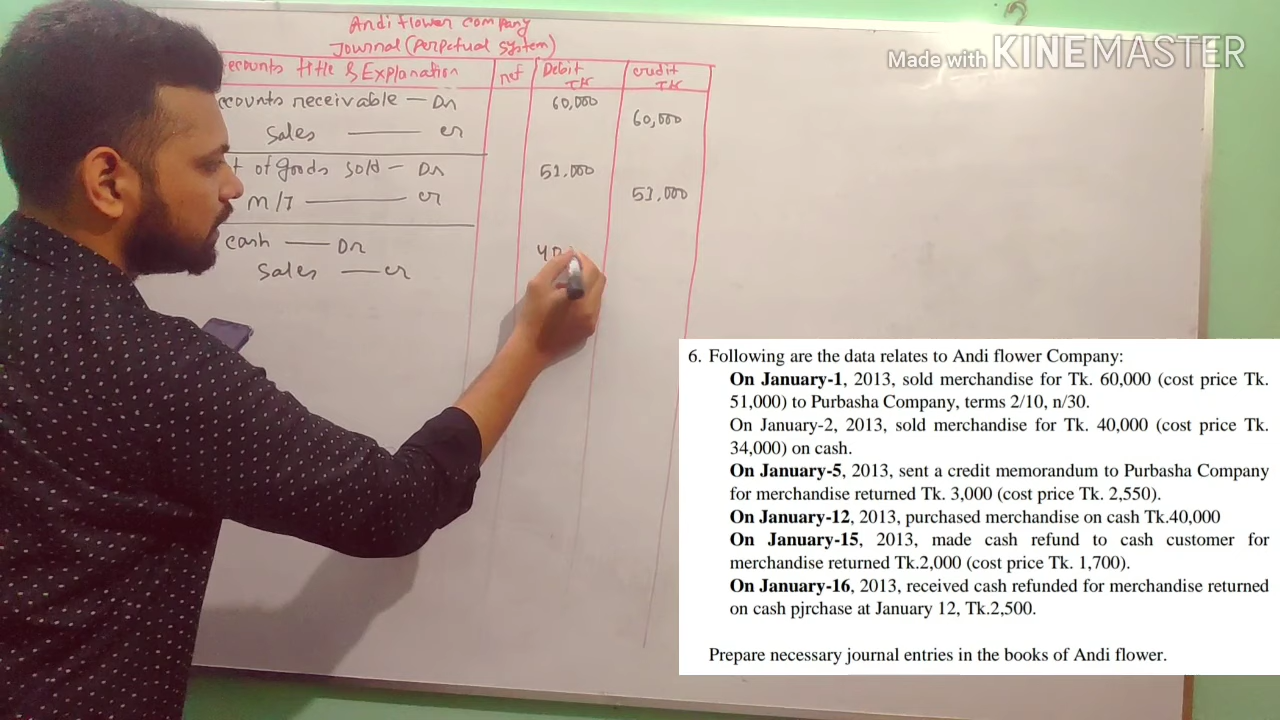 Andi flower company
Journal (Perpetual system)
Made with KINEMASTER
ccounts title & Explanation ref Debit TK credit TK
ccounts receivable — Dr 60,000
Sales — cr 60,000
t of goods sold — Dr 51,000
M/I — cr 51,000
cash — Dr 40
Sales — cr
6. Following are the data relates to Andi flower Company:
On January-1, 2013, sold merchandise for Tk. 60,000 (cost price Tk.
51,000) to Purbasha Company, terms 2/10, n/30.
On January-2, 2013, sold merchandise for Tk. 40,000 (cost price Tk.
34,000) on cash.
On January-5, 2013, sent a credit memorandum to Purbasha Company
for merchandise returned Tk. 3,000 (cost price Tk. 2,550).
On January-12, 2013, purchased merchandise on cash Tk.40,000
On January-15, 2013, made cash refund to cash customer for
merchandise returned Tk.2,000 (cost price Tk. 1,700).
On January-16, 2013, received cash refunded for merchandise returned
on cash pjrchase at January 12, Tk.2,500.
Prepare necessary journal entries in the books of Andi flower.